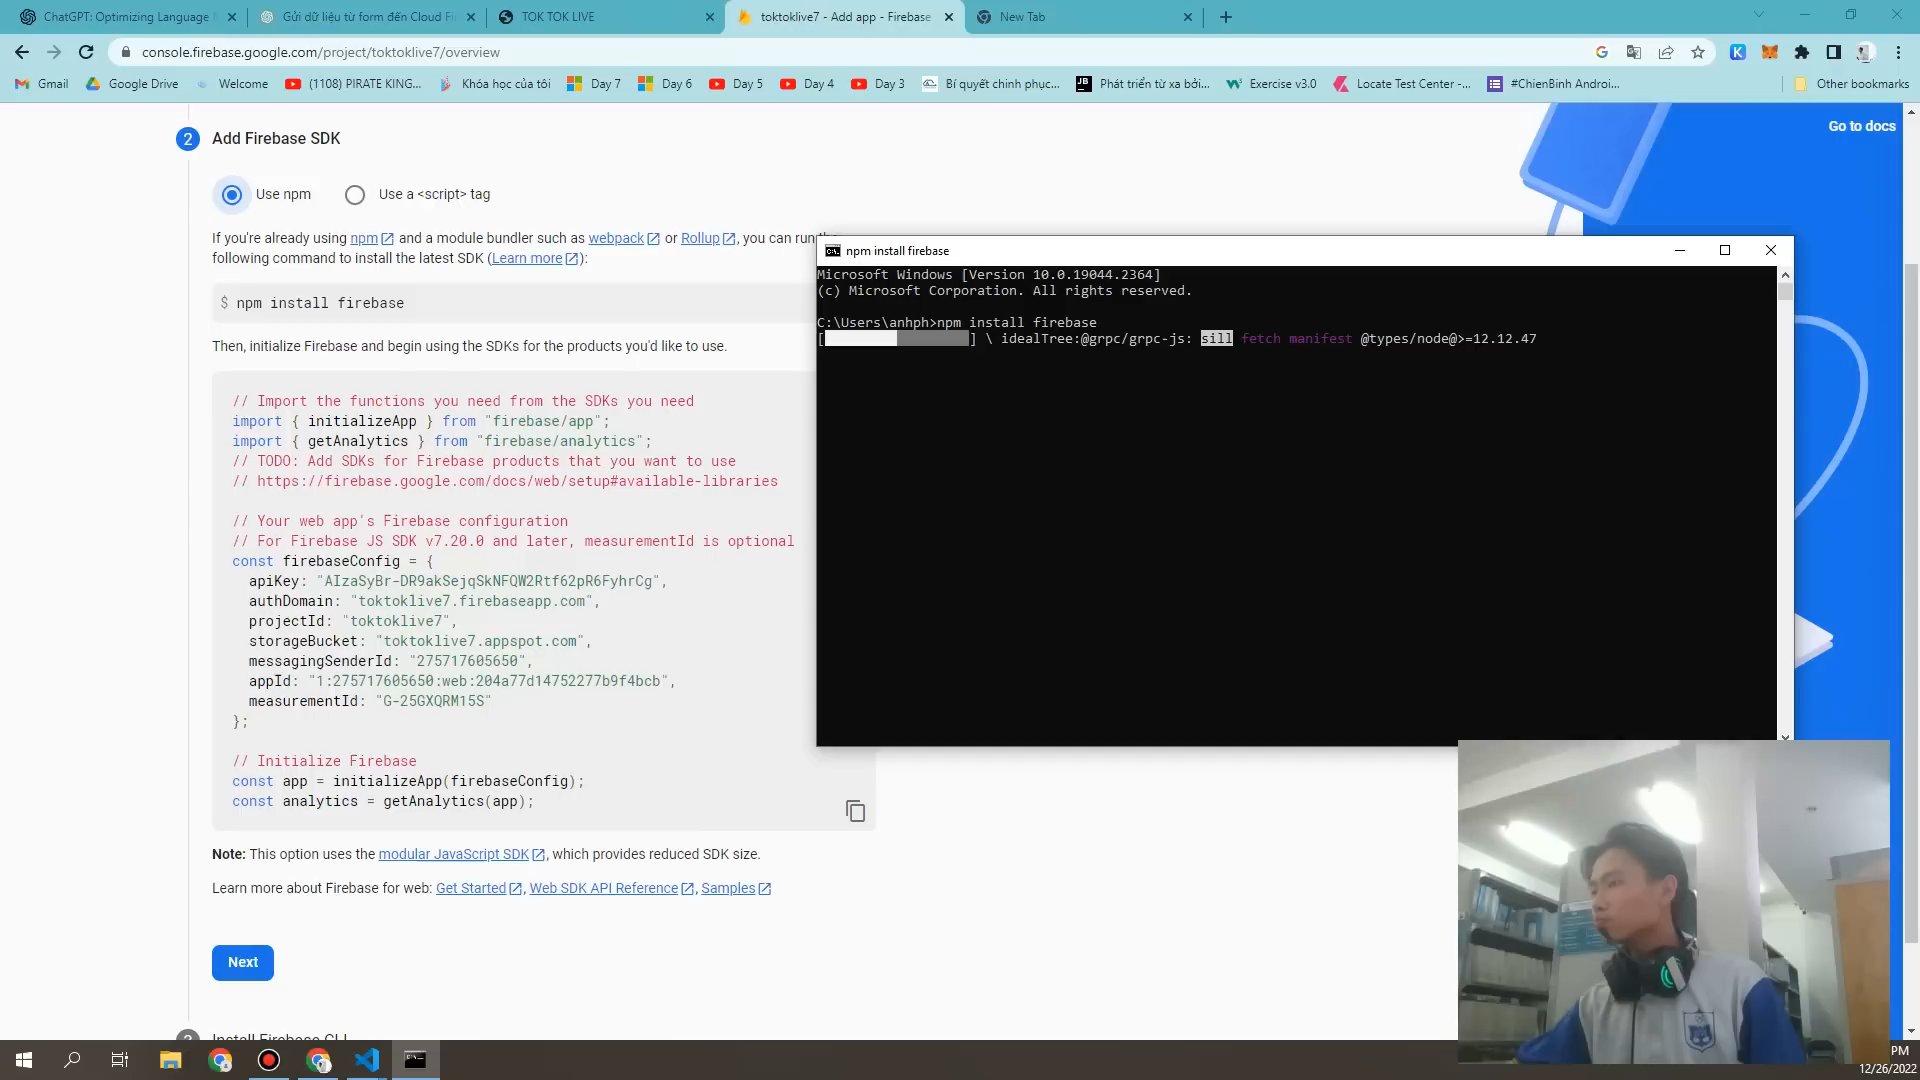 ChatGPT: Optimizing Language
Gửi dữ liệu từ form đến Cloud Fi
TOK TOK LIVE
toktoklive7 - Add app - Firebase
New Tab
console.firebase.google.com/project/toktoklive7/overview
Gmail
Google Drive
Welcome
(1108) PIRATE KING...
Khóa học của tôi
Day 7
Day 6
Day 5
Day 4
Day 3
Bí quyết chinh phục...
Phát triển từ xa bởi...
Exercise v3.0
Locate Test Center -...
#ChienBinh Androi...
Other bookmarks
Go to docs
2 Add Firebase SDK
Use npm
Use a <script> tag
If you're already using npm and a module bundler such as webpack or Rollup, you can run the
following command to install the latest SDK (Learn more):
$ npm install firebase
Then, initialize Firebase and begin using the SDKs for the products you'd like to use.
// Import the functions you need from the SDKs you need
import { initializeApp } from "firebase/app";
import { getAnalytics } from "firebase/analytics";
// TODO: Add SDKs for Firebase products that you want to use
// https://firebase.google.com/docs/web/setup#available-libraries
// Your web app's Firebase configuration
// For Firebase JS SDK v7.20.0 and later, measurementId is optional
const firebaseConfig = {
apiKey: "AIzaSyBr-DR9akSejqSkNFQW2Rtf62pR6FyhrCg",
authDomain: "toktoklive7.firebaseapp.com",
projectId: "toktoklive7",
storageBucket: "toktoklive7.appspot.com",
messagingSenderId: "275717605650",
appId: "1:275717605650:web:204a77d14752277b9f4bcb",
measurementId: "G-25GXQRM15S"
};
// Initialize Firebase
const app = initializeApp(firebaseConfig);
const analytics = getAnalytics(app);
Note: This option uses the modular JavaScript SDK, which provides reduced SDK size.
Learn more about Firebase for web: Get Started, Web SDK API Reference, Samples
Next
Install Firebase CLI
npm install firebase
Microsoft Windows [Version 10.0.19044.2364]
(c) Microsoft Corporation. All rights reserved.
C:\Users\anhph>npm install firebase
[ ] \ idealTree:@grpc/grpc-js: sill fetch manifest @types/node@>=12.12.47
PM
12/26/2022